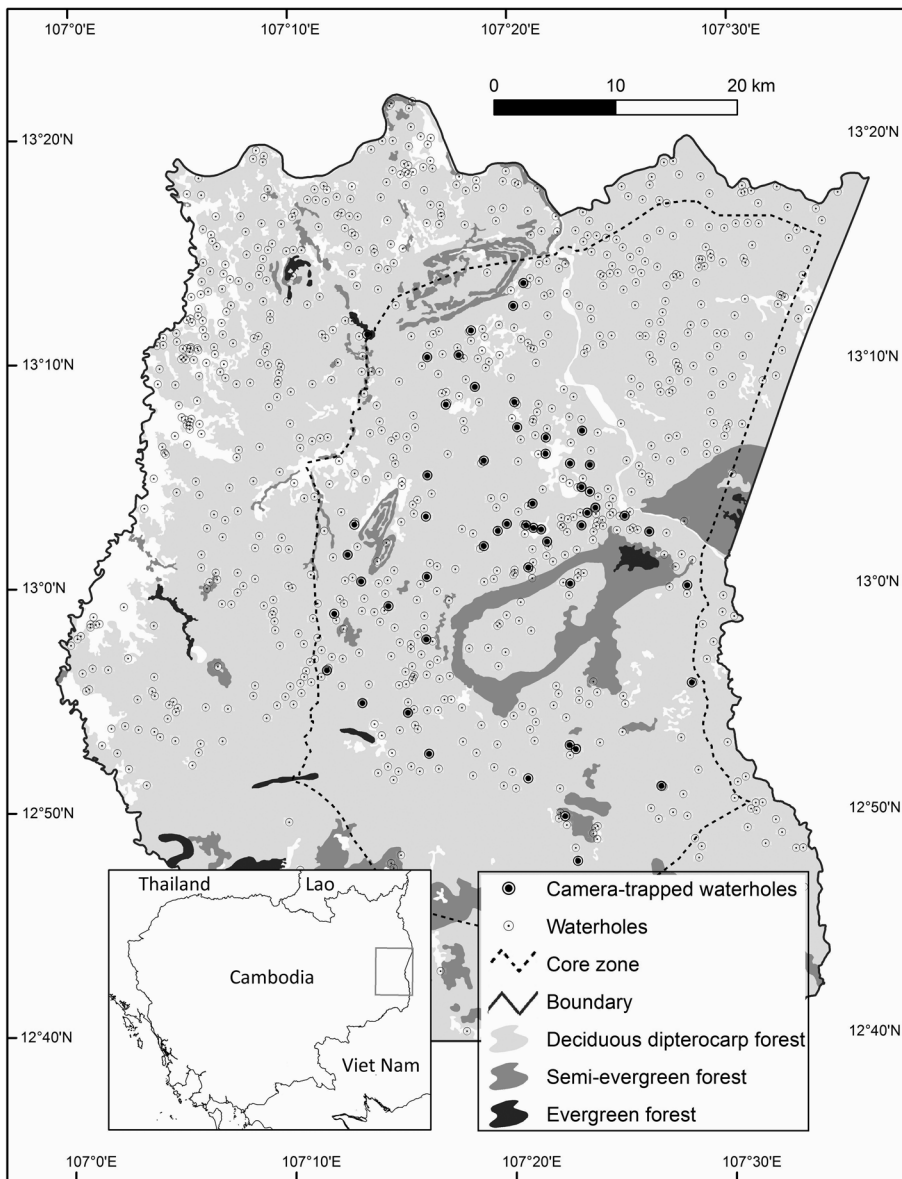 107°0'E 107°10'E 107°20'E 107°30'E
0 10 20 km
13°20'N 13°20'N
13°10'N 13°10'N
13°0'N 13°0'N
12°50'N 12°50'N
Thailand Lao
Cambodia
Viet Nam
Camera-trapped waterholes
Waterholes
Core zone
Boundary
Deciduous dipterocarp forest
Semi-evergreen forest
Evergreen forest
12°40'N 12°40'N
107°0'E 107°10'E 107°20'E 107°30'E